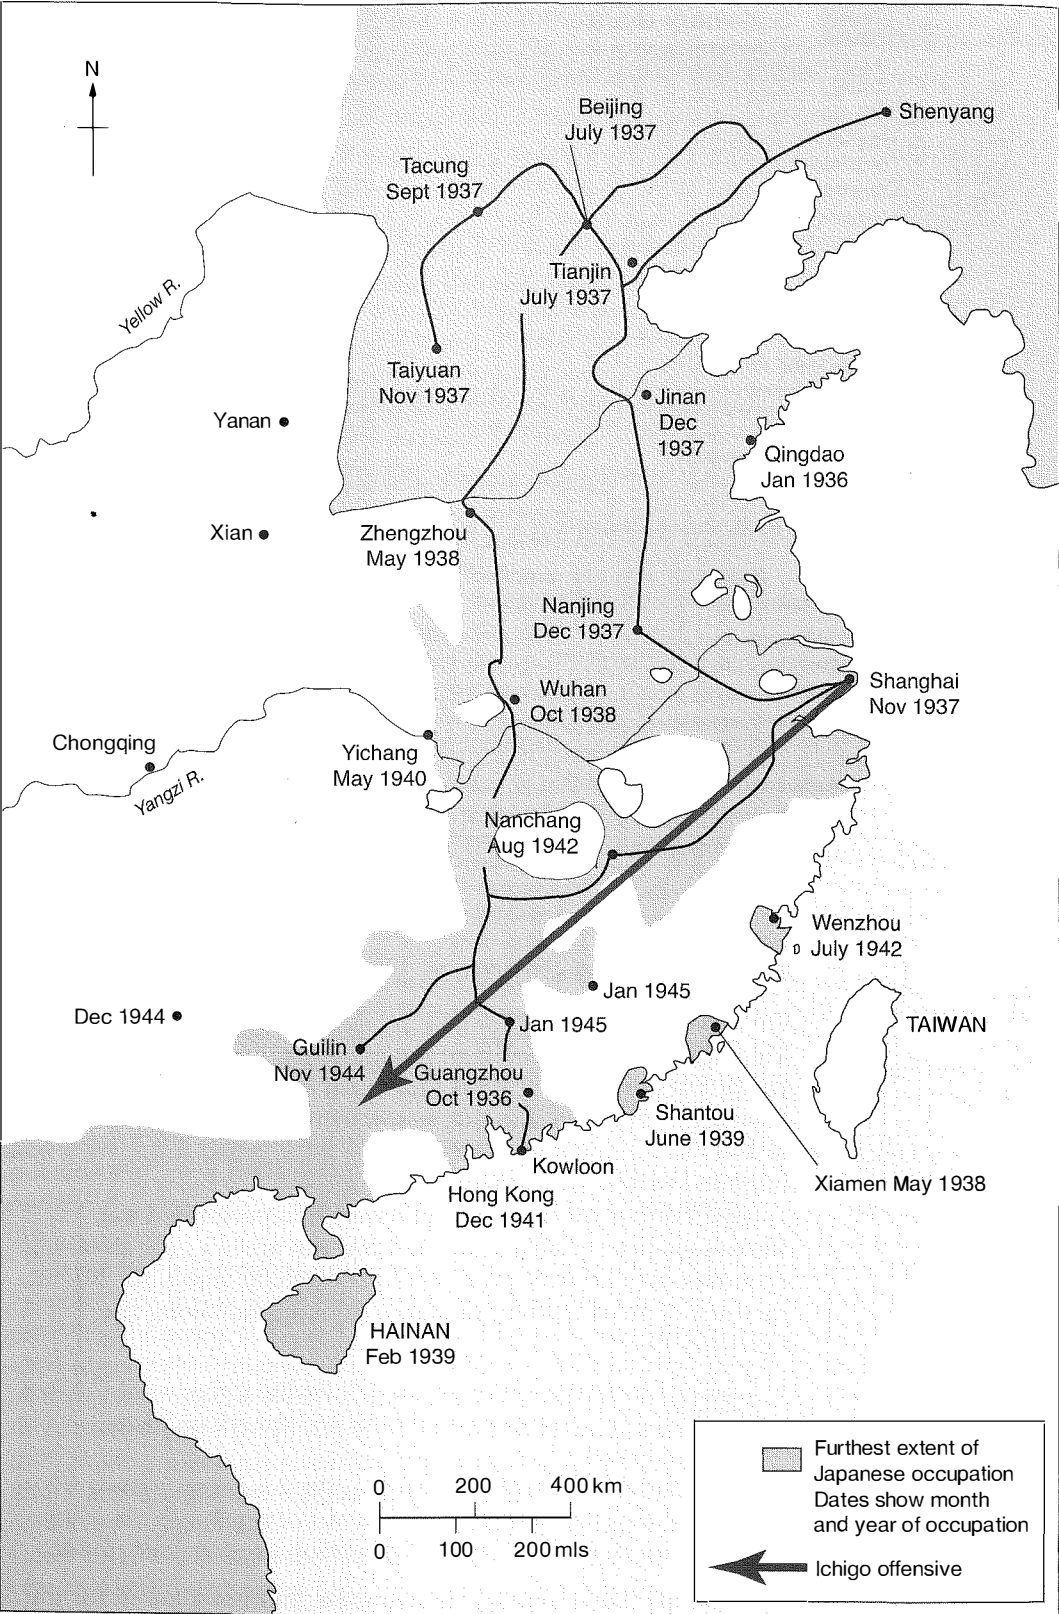 N
Beijing
July 1937
Shenyang
Tacung
Sept 1937
Tianjin
July 1937
Yellow R.
Taiyuan
Nov 1937
Jinan
Dec
1937
Yanan
Qingdao
Jan 1936
Xian
Zhengzhou
May 1938
Nanjing
Dec 1937
Shanghai
Nov 1937
Wuhan
Oct 1938
Chongqing
Yichang
May 1940
Yangzi R.
Nanchang
Aug 1942
Wenzhou
July 1942
Jan 1945
Dec 1944
Jan 1945
TAIWAN
Guilin
Nov 1944
Guangzhou
Oct 1936
Shantou
June 1939
Kowloon
Xiamen May 1938
Hong Kong
Dec 1941
HAINAN
Feb 1939
0 200 400 km
0 100 200 mls
Furthest extent of
Japanese occupation
Dates show month
and year of occupation
Ichigo offensive